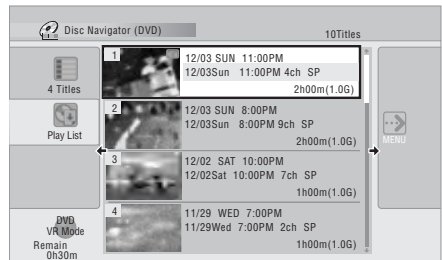 Disc Navigator (DVD)
10Titles
4 Titles
Play List
DVD
VR Mode
Remain
0h30m
1
12/03 SUN 11:00PM
12/03Sun 11:00PM 4ch SP
2h00m(1.0G)
2
12/03 SUN 8:00PM
12/03Sun 8:00PM 9ch SP
2h00m(1.0G)
3
12/02 SAT 10:00PM
12/02Sat 10:00PM 7ch SP
1h00m(1.0G)
4
11/29 WED 7:00PM
11/29Wed 7:00PM 2ch SP
1h00m(1.0G)
MENU